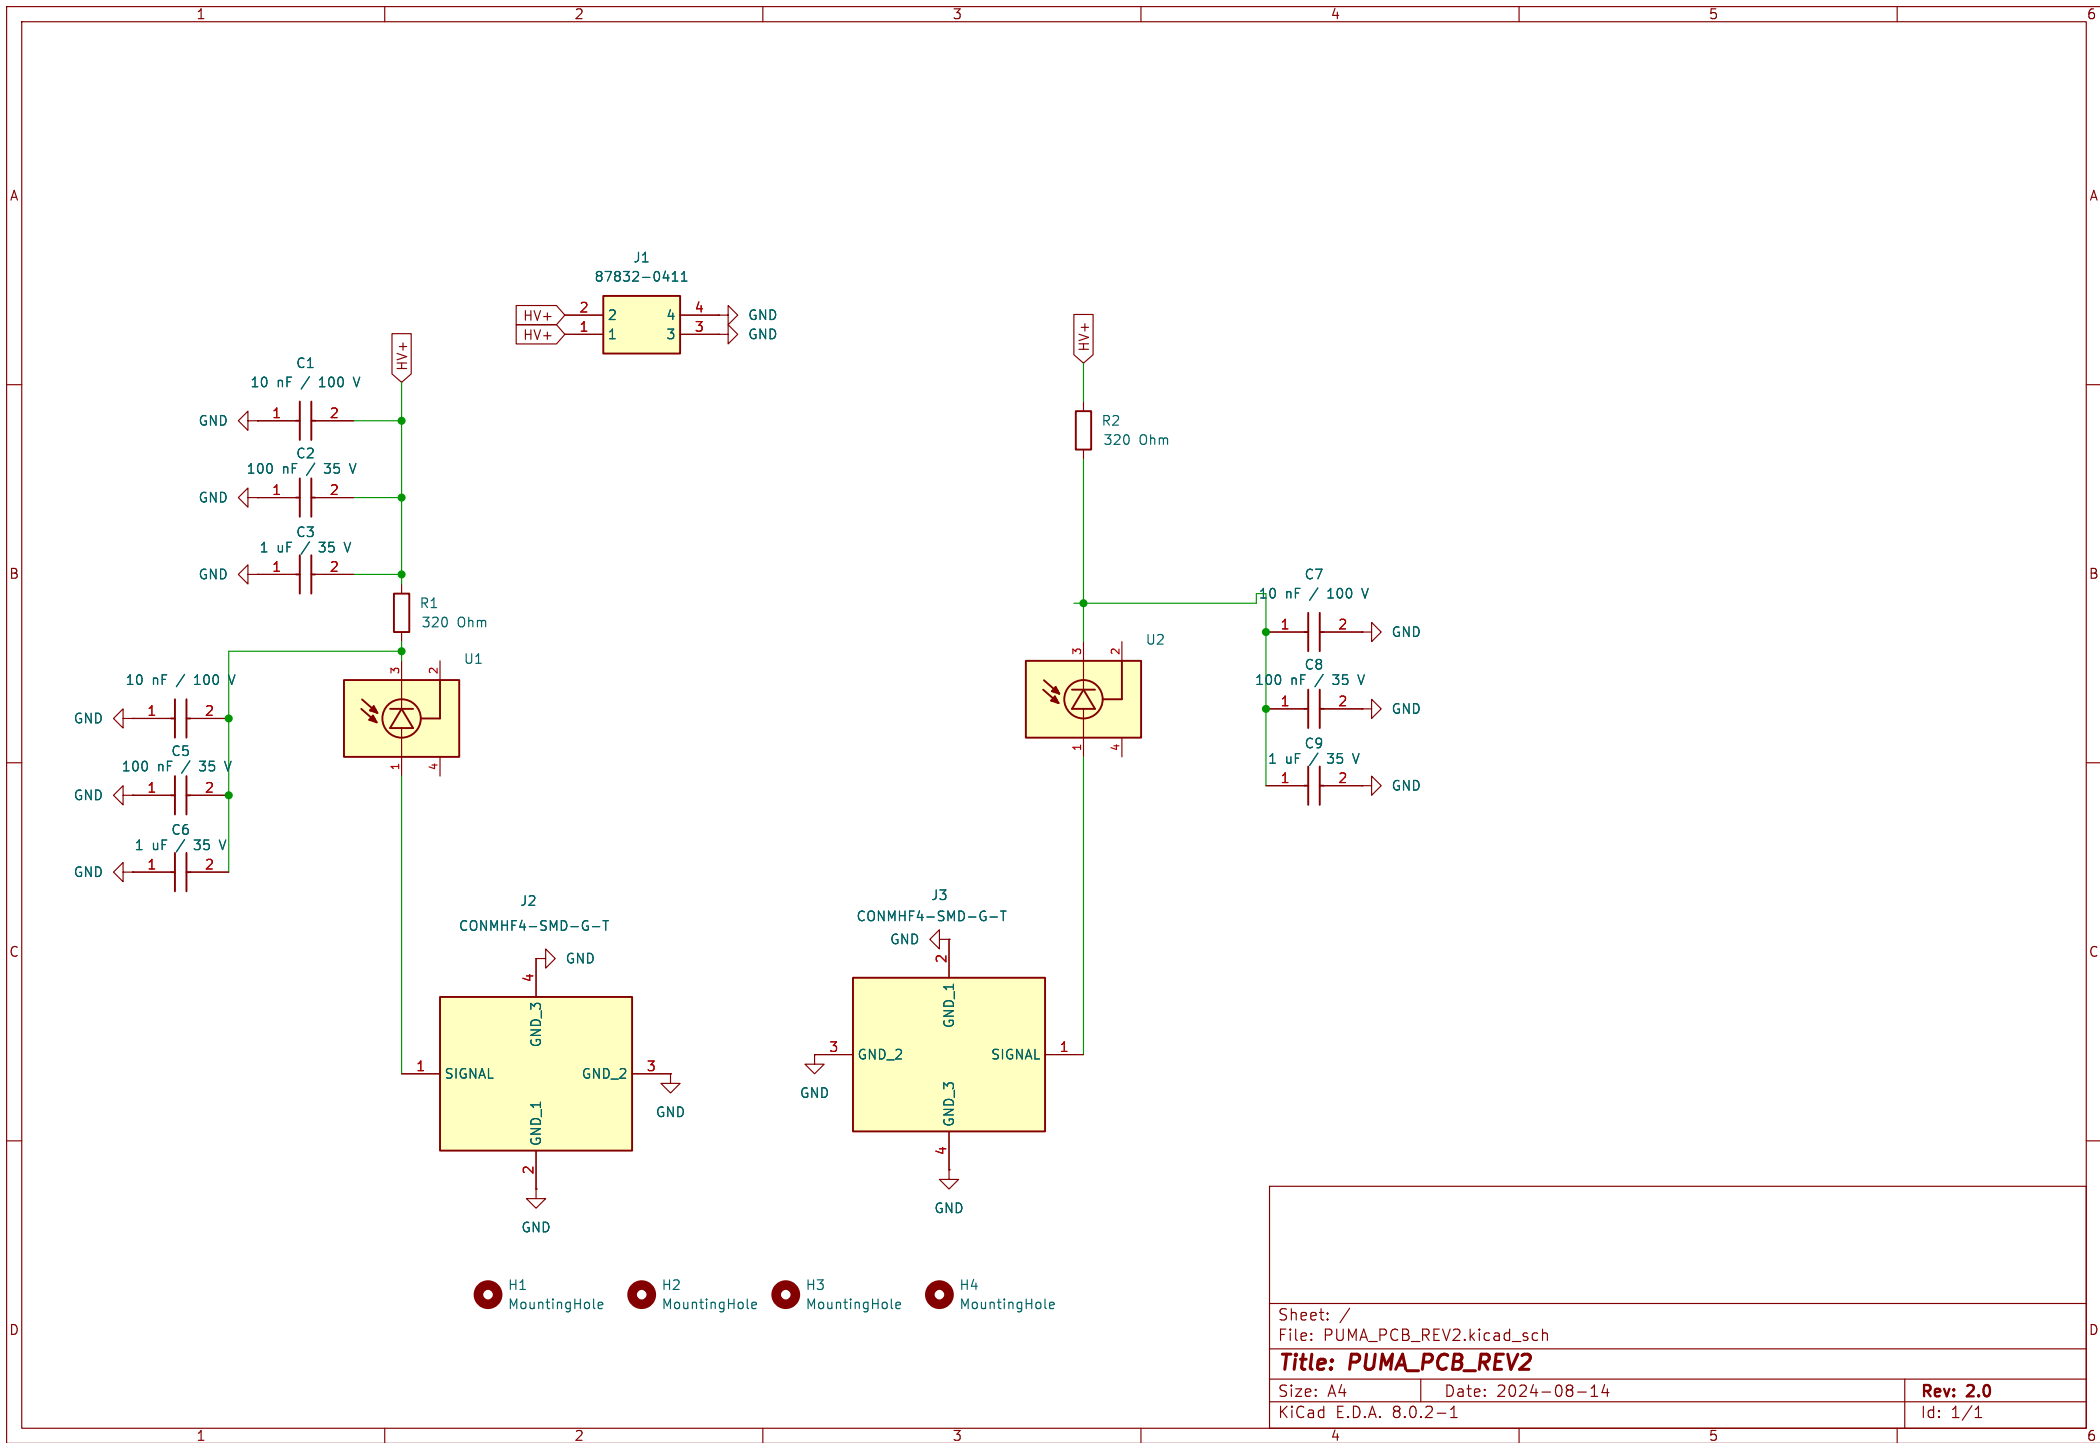 1 2 3 4 5 6
A A
J1
87832-0411
HV+ 2 2 4 4 GND
HV+ 1 1 3 3 GND
HV+
HV+
C1
10 nF / 100 V
GND 1 2
C2
100 nF / 35 V
GND 1 2
C3
1 uF / 35 V
GND 1 2
R1
320 Ohm
R2
320 Ohm
B B
U1
3 2
1 4
10 nF / 100 V
GND 1 2
C5
100 nF / 35 V
GND 1 2
C6
1 uF / 35 V
GND 1 2
U2
3 2
1 4
C7
10 nF / 100 V
1 2 GND
C8
100 nF / 35 V
1 2 GND
C9
1 uF / 35 V
1 2 GND
C C
J2
CONMHF4-SMD-G-T
4 GND
GND_3
1 SIGNAL GND_2 3
GND
GND_1
2
GND
J3
CONMHF4-SMD-G-T
GND 2
GND_1
3 GND_2 SIGNAL 1
GND
GND_3
4
GND
H1
MountingHole
H2
MountingHole
H3
MountingHole
H4
MountingHole
D D
Sheet: /
File: PUMA_PCB_REV2.kicad_sch
Title: PUMA_PCB_REV2
Size: A4 Date: 2024-08-14 Rev: 2.0
KiCad E.D.A. 8.0.2-1 Id: 1/1
1 2 3 4 5 6